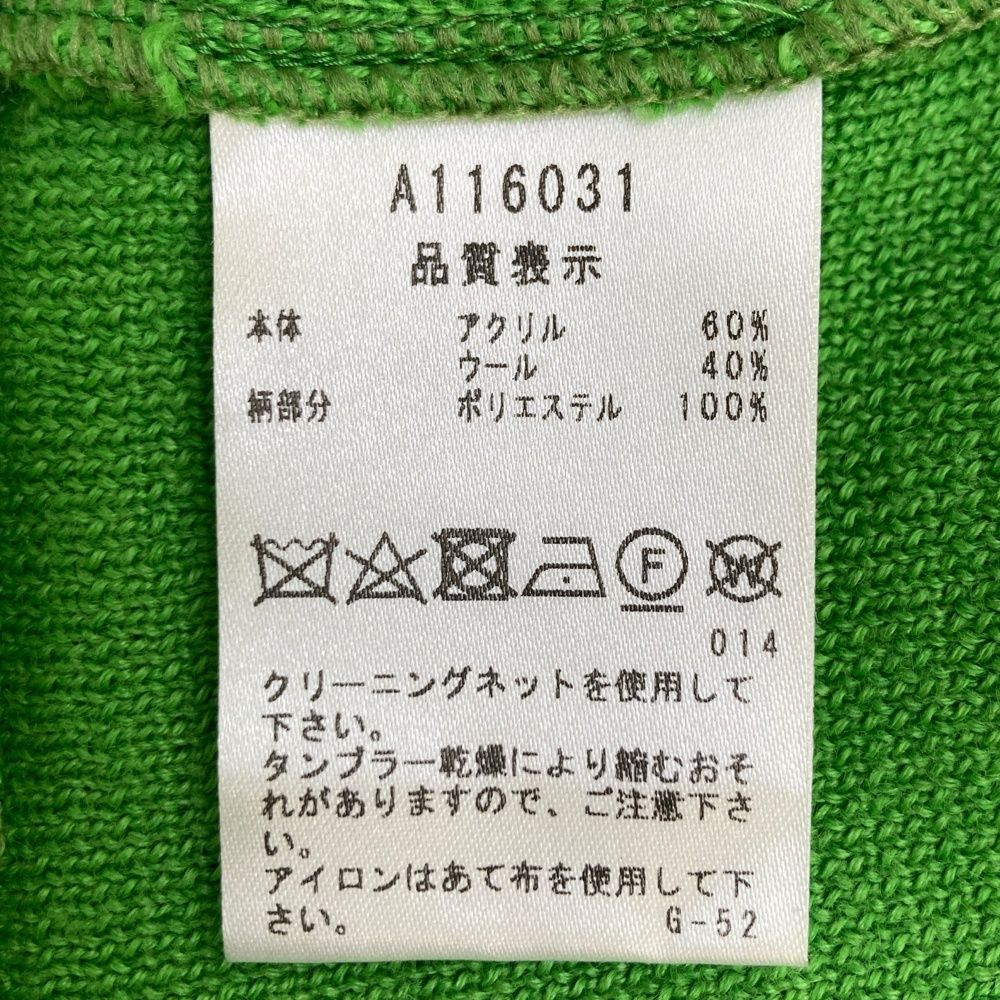 A116031
品質表示
本体 アクリル 60%
ウール 40%
柄部分 ポリエステル 100%
F W
014
クリーニングネットを使用して
下さい。
タンブラー乾燥により縮むおそ
れがありますので、ご注意下さ
い。
アイロンはあて布を使用して下
さい。 G-52